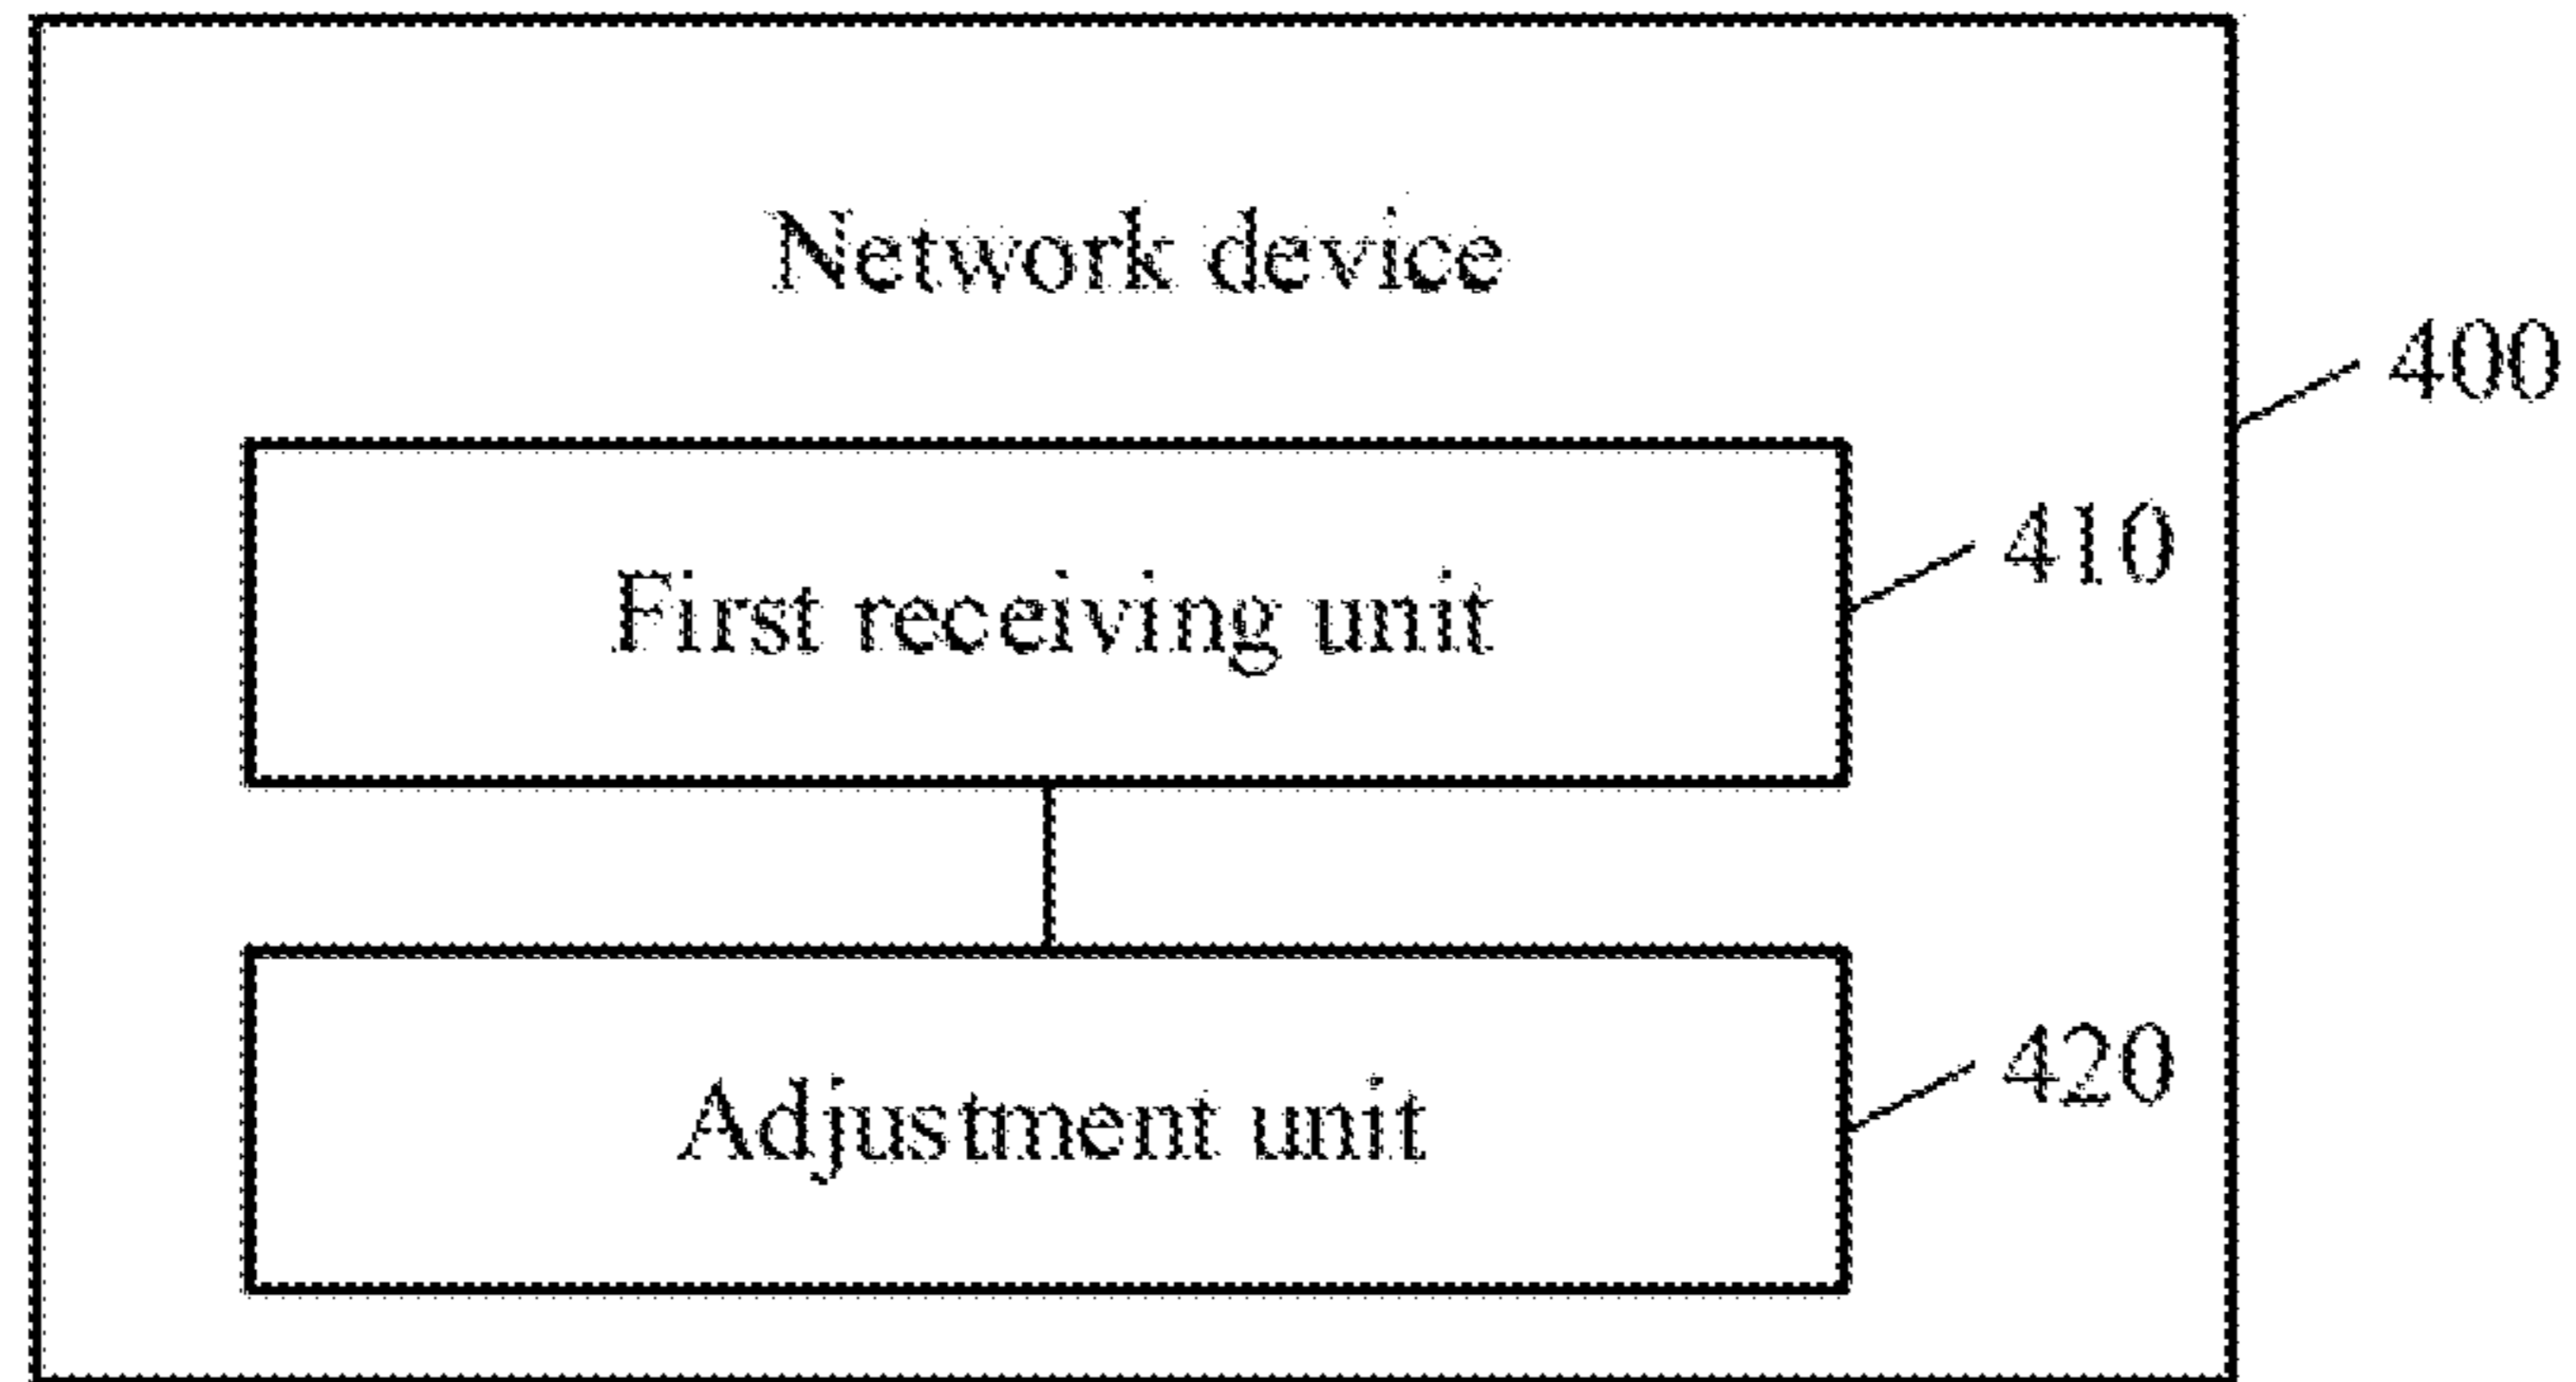 Network device
400
First receiving unit
410
Adjustment unit
420